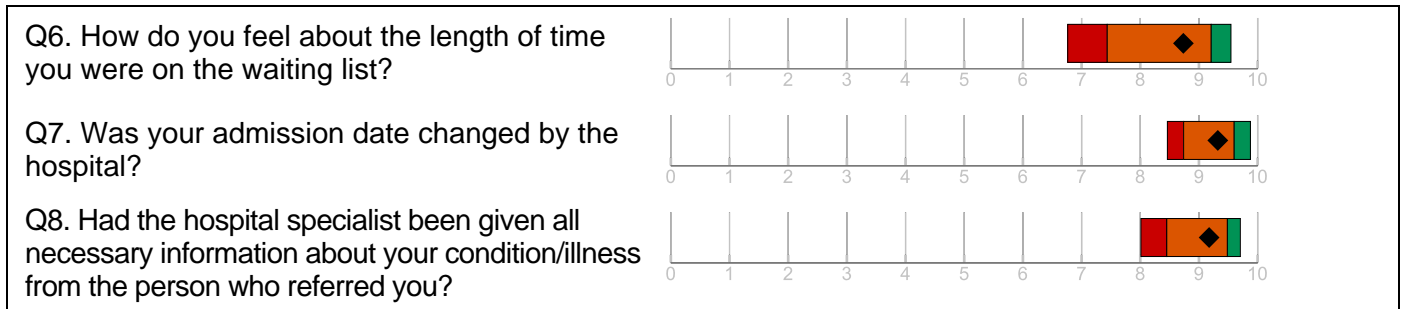 Q6. How do you feel about the length of time
you were on the waiting list?
0 1 2 3 4 5 6 7 8 9 10
Q7. Was your admission date changed by the
hospital?
0 1 2 3 4 5 6 7 8 9 10
Q8. Had the hospital specialist been given all
necessary information about your condition/illness
from the person who referred you?
0 1 2 3 4 5 6 7 8 9 10